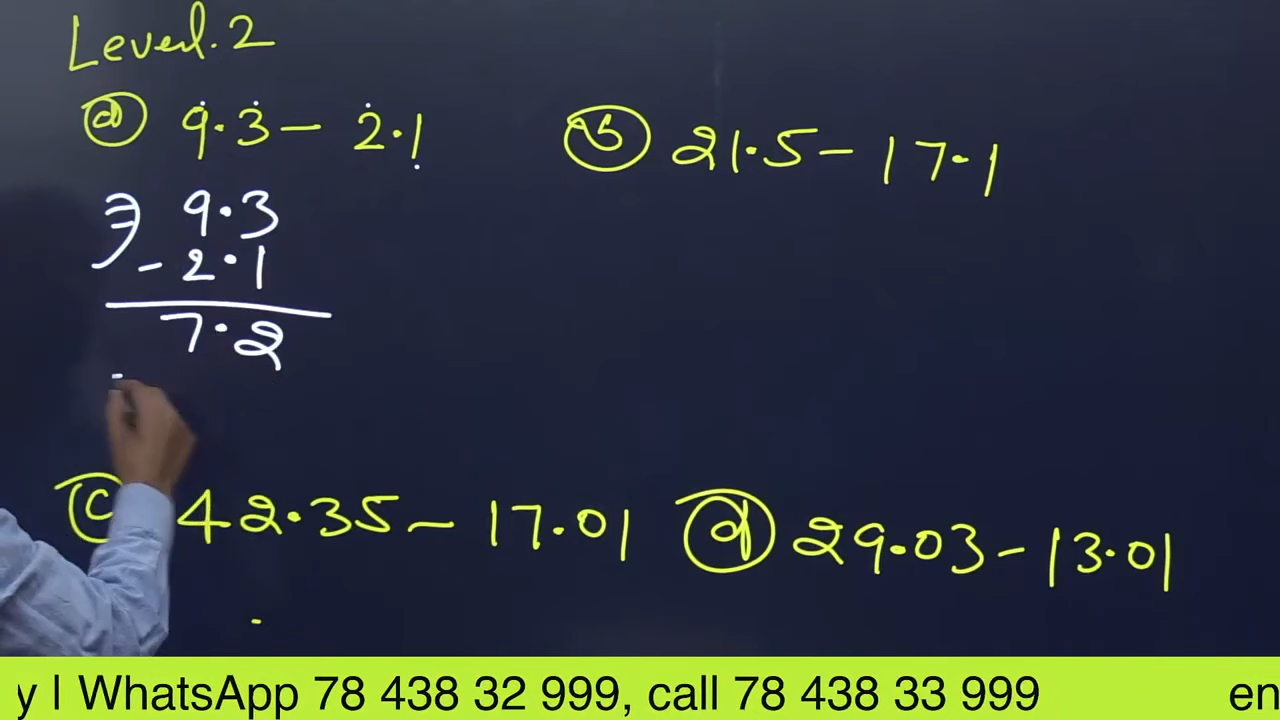 Level.2
a 9.3 - 2.1
b 21.5 - 17.1
⇒ 9.3
- 2.1
7.2
c 42.35 - 17.01
d 29.03 - 13.01
y | WhatsApp 78 438 32 999, call 78 438 33 999 en